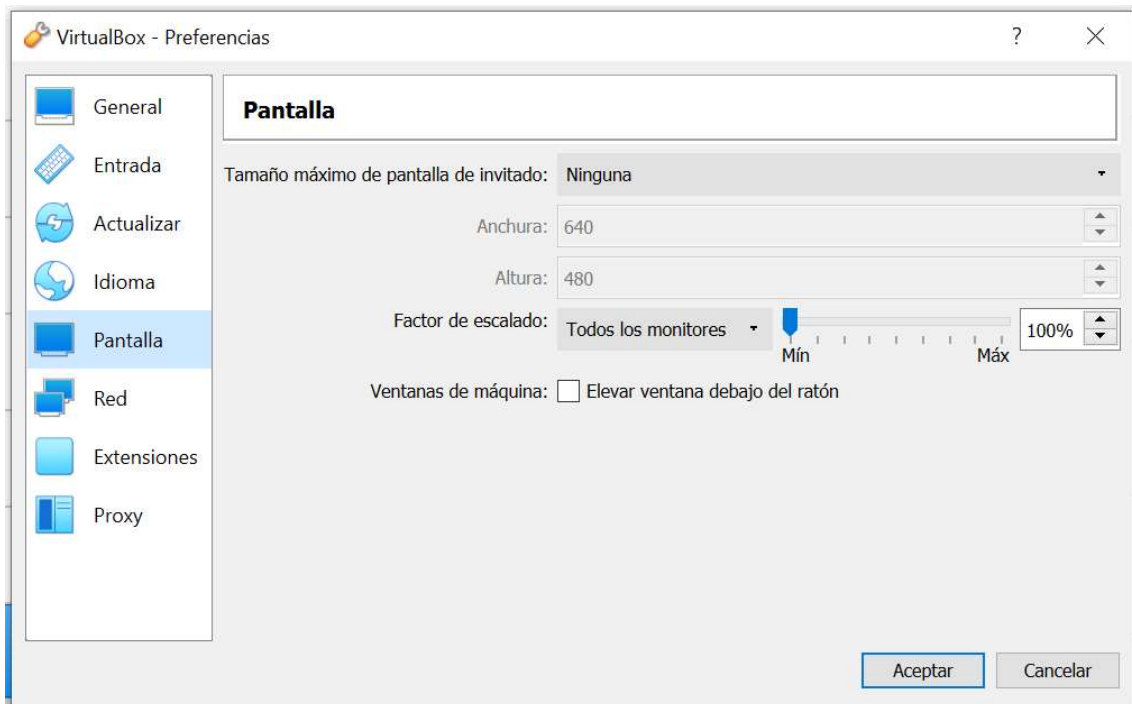 VirtualBox - Preferencias
?
General
Entrada
Actualizar
Idioma
Pantalla
Red
Extensiones
Proxy
Pantalla
Tamaño máximo de pantalla de invitado: Ninguna
Anchura: 640
Altura: 480
Factor de escalado: Todos los monitores 100%
Mín Máx
Ventanas de máquina: Elevar ventana debajo del ratón
Aceptar Cancelar